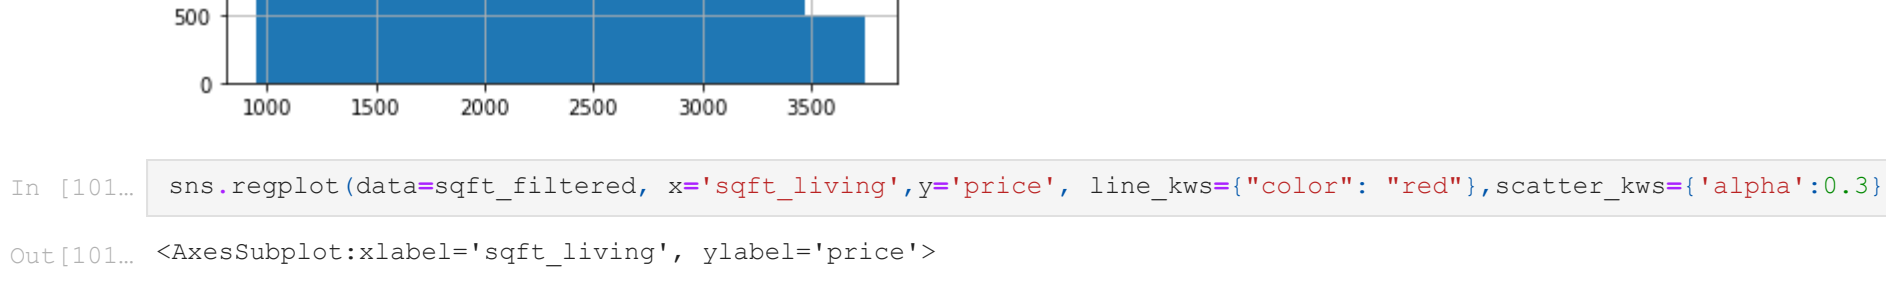 500
0
1000 1500 2000 2500 3000 3500
In [101… sns.regplot(data=sqft_filtered, x='sqft_living',y='price', line_kws={"color": "red"},scatter_kws={'alpha':0.3}
Out[101… <AxesSubplot:xlabel='sqft_living', ylabel='price'>